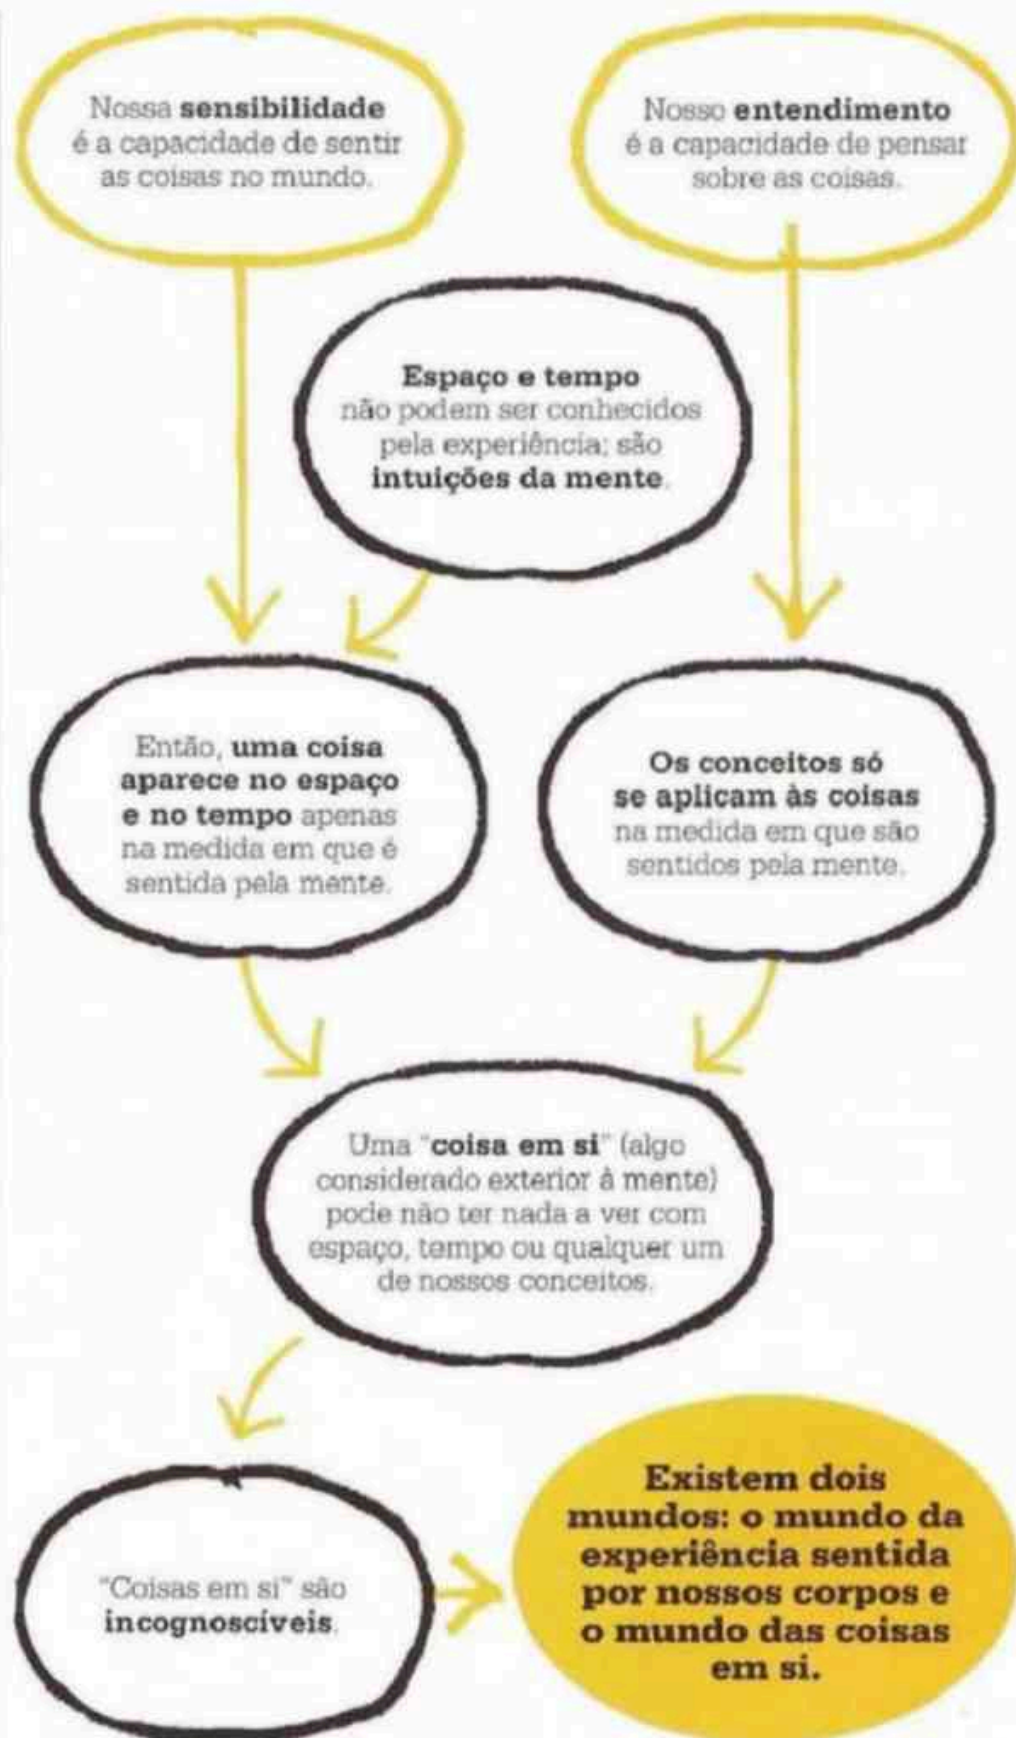 Nossa sensibilidade
é a capacidade de sentir
as coisas no mundo.
Nosso entendimento
é a capacidade de pensar
sobre as coisas.
Espaço e tempo
não podem ser conhecidos
pela experiência; são
intuições da mente.
Então, uma coisa
aparece no espaço
e no tempo apenas
na medida em que é
sentida pela mente.
Os conceitos só
se aplicam às coisas
na medida em que são
sentidos pela mente.
Uma "coisa em si" (algo
considerado exterior à mente)
pode não ter nada a ver com
espaço, tempo ou qualquer um
de nossos conceitos.
"Coisas em si" são
incognoscíveis.
Existem dois
mundos: o mundo da
experiência sentida
por nossos corpos e
o mundo das coisas
em si.